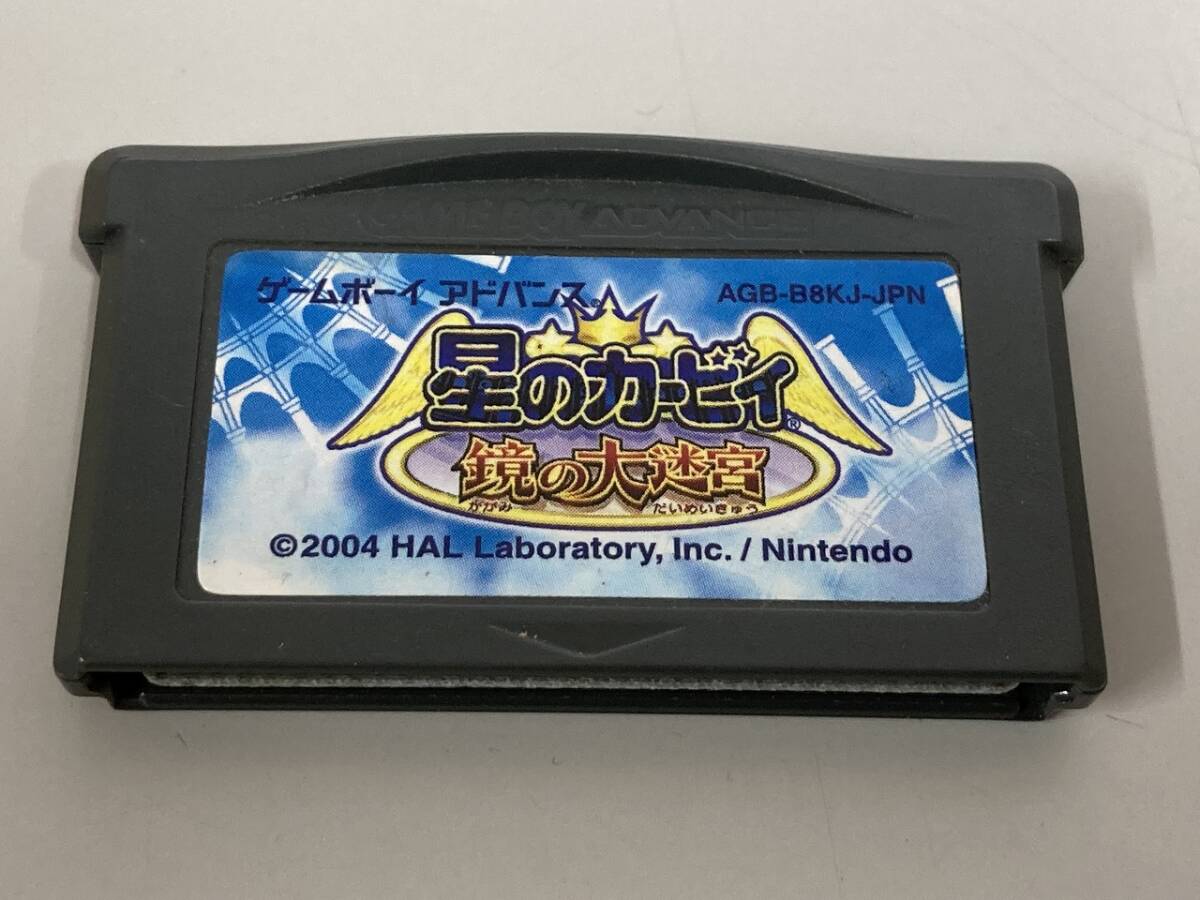 GAME BOY ADVANCE
ゲームボーイ アドバンス®
AGB-B8KJ-JPN
星のカービィ®
鏡の大迷宮
かがみ だいめいきゅう
©2004 HAL Laboratory, Inc. / Nintendo